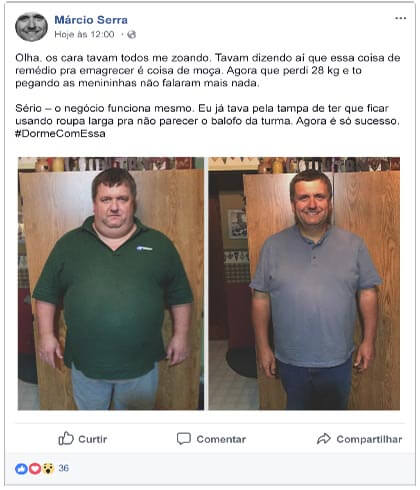 Márcio Serra
Hoje às 12:00 ·
Olha, os cara tavam todos me zoando. Tavam dizendo aí que essa coisa de
remédio pra emagrecer é coisa de moça. Agora que perdi 28 kg e to
pegando as menininhas não falaram mais nada.
Sério – o negócio funciona mesmo. Eu já tava pela tampa de ter que ficar
usando roupa larga pra não parecer o balofo da turma. Agora é só sucesso.
#DormeComEssa
Curtir
Comentar
Compartilhar
36